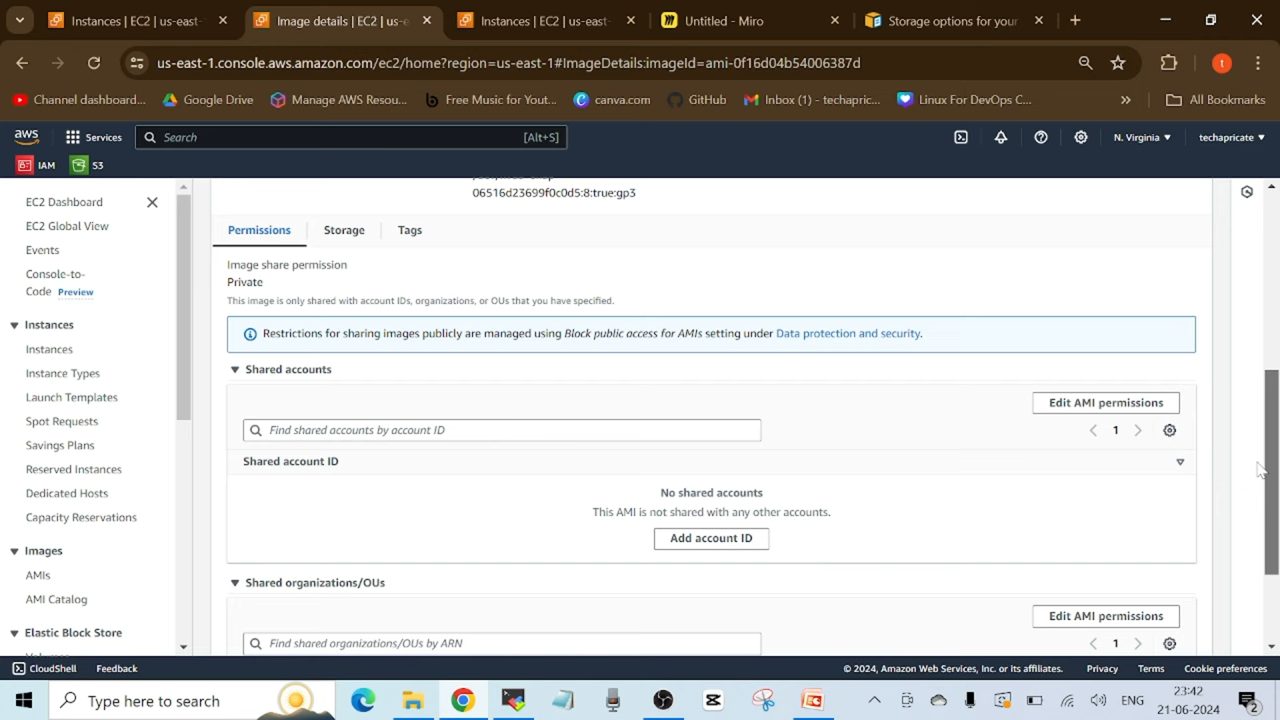 Instances | EC2 | us-east-
Image details | EC2 | us-e
Instances | EC2 | us-east-
Untitled - Miro
Storage options for your
us-east-1.console.aws.amazon.com/ec2/home?region=us-east-1#ImageDetails:imageId=ami-0f16d04b54006387d
Channel dashboard...
Google Drive
Manage AWS Resou...
Free Music for Yout...
canva.com
GitHub
Inbox (1) - techapric...
Linux For DevOps C...
All Bookmarks
aws
Services
Search
[Alt+S]
N. Virginia
techapricate
IAM
S3
EC2 Dashboard
EC2 Global View
Events
Console-to-
Code Preview
Instances
Instances
Instance Types
Launch Templates
Spot Requests
Savings Plans
Reserved Instances
Dedicated Hosts
Capacity Reservations
Images
AMIs
AMI Catalog
Elastic Block Store
06516d23699f0c0d5:8:true:gp3
Permissions
Storage
Tags
Image share permission
Private
This image is only shared with account IDs, organizations, or OUs that you have specified.
Restrictions for sharing images publicly are managed using Block public access for AMIs setting under Data protection and security.
Shared accounts
Edit AMI permissions
Find shared accounts by account ID
1
Shared account ID
No shared accounts
This AMI is not shared with any other accounts.
Add account ID
Shared organizations/OUs
Edit AMI permissions
Find shared organizations/OUs by ARN
1
CloudShell
Feedback
© 2024, Amazon Web Services, Inc. or its affiliates.
Privacy
Terms
Cookie preferences
Type here to search
ENG
23:42
21-06-2024
2